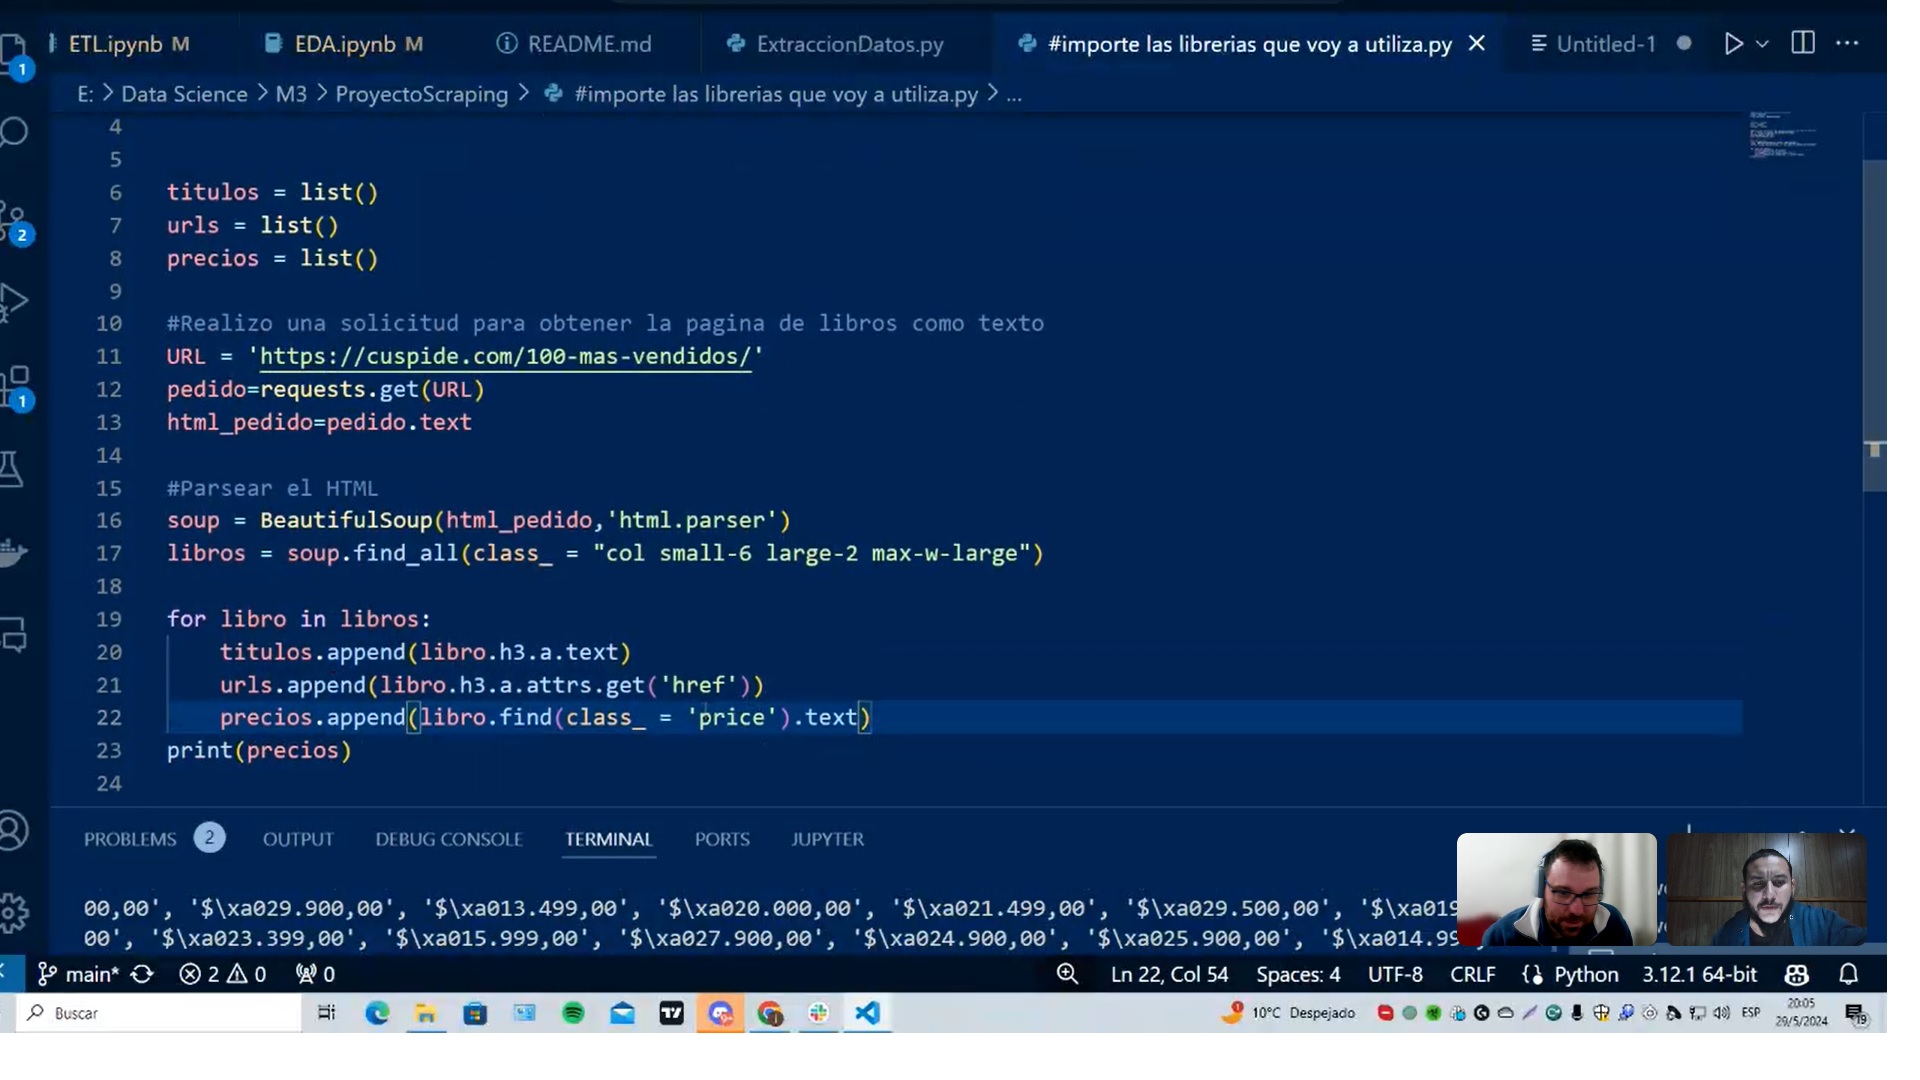 ETL.ipynb M EDA.ipynb M README.md ExtraccionDatos.py #importe las librerias que voy a utiliza.py Untitled-1
E: > Data Science > M3 > ProyectoScraping > #importe las librerias que voy a utiliza.py > ...
1
4
5
6 titulos = list()
7 urls = list()
8 precios = list()
2
9
10 #Realizo una solicitud para obtener la pagina de libros como texto
11 URL = 'https://cuspide.com/100-mas-vendidos/'
12 pedido=requests.get(URL)
1
13 html_pedido=pedido.text
14
15 #Parsear el HTML
16 soup = BeautifulSoup(html_pedido,'html.parser')
17 libros = soup.find_all(class_ = "col small-6 large-2 max-w-large")
18
19 for libro in libros:
20 titulos.append(libro.h3.a.text)
21 urls.append(libro.h3.a.attrs.get('href'))
22 precios.append(libro.find(class_ = 'price').text)
23 print(precios)
24
PROBLEMS 2 OUTPUT DEBUG CONSOLE TERMINAL PORTS JUPYTER
00,00', '$\xa029.900,00', '$\xa013.499,00', '$\xa020.000,00', '$\xa021.499,00', '$\xa029.500,00', '$\xa019
00', '$\xa023.399,00', '$\xa015.999,00', '$\xa027.900,00', '$\xa024.900,00', '$\xa025.900,00', '$\xa014.99
main* 2 0 0 Ln 22, Col 54 Spaces: 4 UTF-8 CRLF Python 3.12.1 64-bit
Buscar 10°C Despejado ESP 20:05
29/5/2024 19